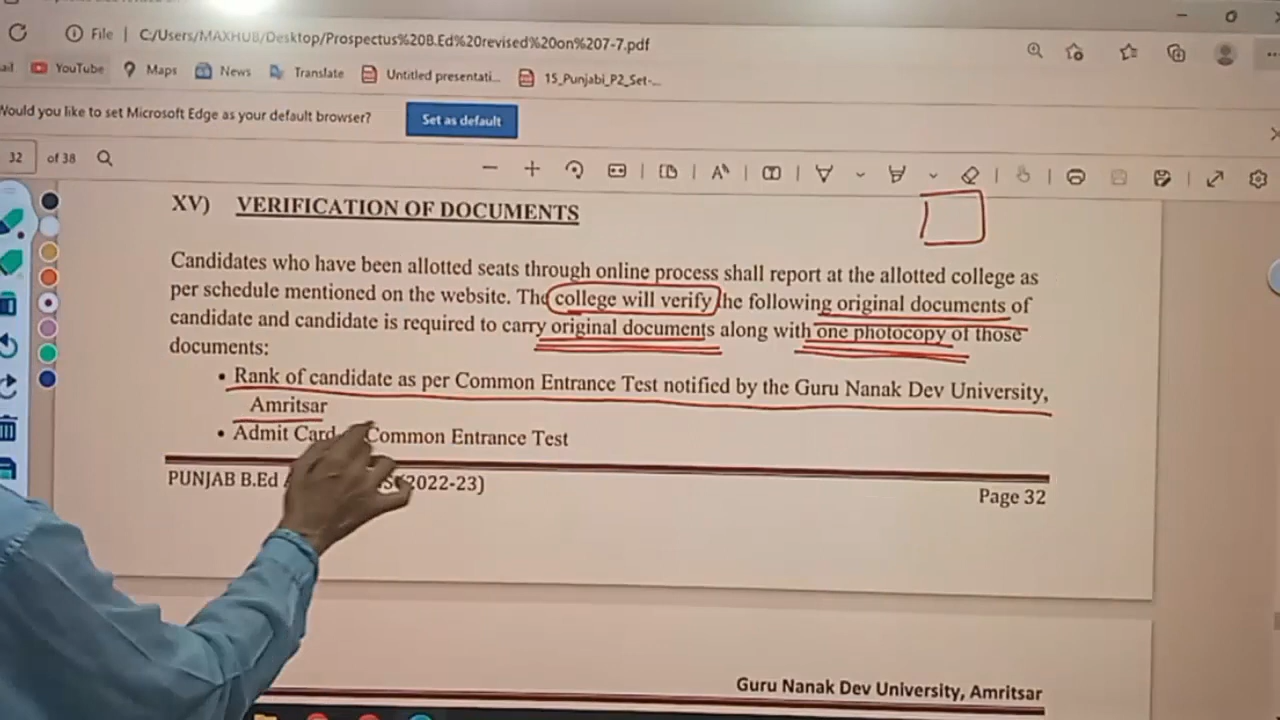 File | C:/Users/MAXHUB/Desktop/Prospectus%20B.Ed%20revised%20on%207-7.pdf
ail YouTube Maps News Translate Untitled presentati... 15_Punjabi_P2_Set-...
Would you like to set Microsoft Edge as your default browser? Set as default
32 of 38
XV) VERIFICATION OF DOCUMENTS
Candidates who have been allotted seats through online process shall report at the allotted college as
per schedule mentioned on the website. The college will verify the following original documents of
candidate and candidate is required to carry original documents along with one photocopy of those
documents:
• Rank of candidate as per Common Entrance Test notified by the Guru Nanak Dev University,
Amritsar
• Admit Card Common Entrance Test
PUNJAB B.Ed (2022-23)
Page 32
Guru Nanak Dev University, Amritsar